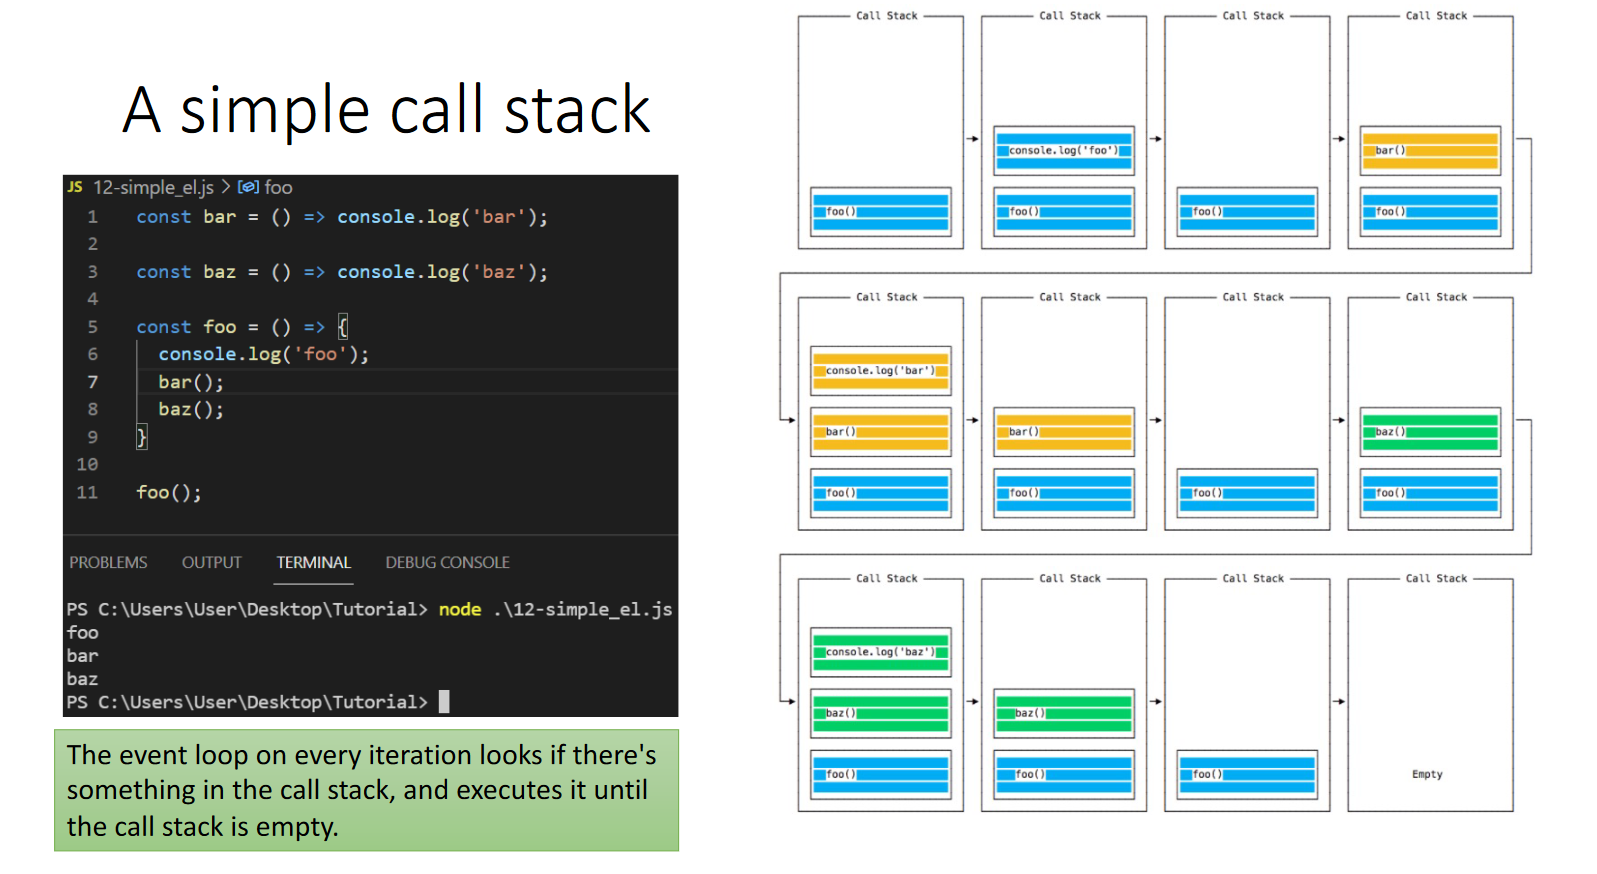 A simple call stack
JS 12-simple_el.js > foo
1 const bar = () => console.log('bar');
2
3 const baz = () => console.log('baz');
4
5 const foo = () => {
6 console.log('foo');
7 bar();
8 baz();
9 }
10
11 foo();
PROBLEMS OUTPUT TERMINAL DEBUG CONSOLE
PS C:\Users\User\Desktop\Tutorial> node .\12-simple_el.js
foo
bar
baz
PS C:\Users\User\Desktop\Tutorial>
The event loop on every iteration looks if there's
something in the call stack, and executes it until
the call stack is empty.
Call Stack Call Stack Call Stack Call Stack
console.log('foo') bar()
foo() foo() foo() foo()
Call Stack Call Stack Call Stack Call Stack
console.log('bar')
bar() bar() baz()
foo() foo() foo() foo()
Call Stack Call Stack Call Stack Call Stack
console.log('baz')
baz() baz()
foo() foo() foo() Empty